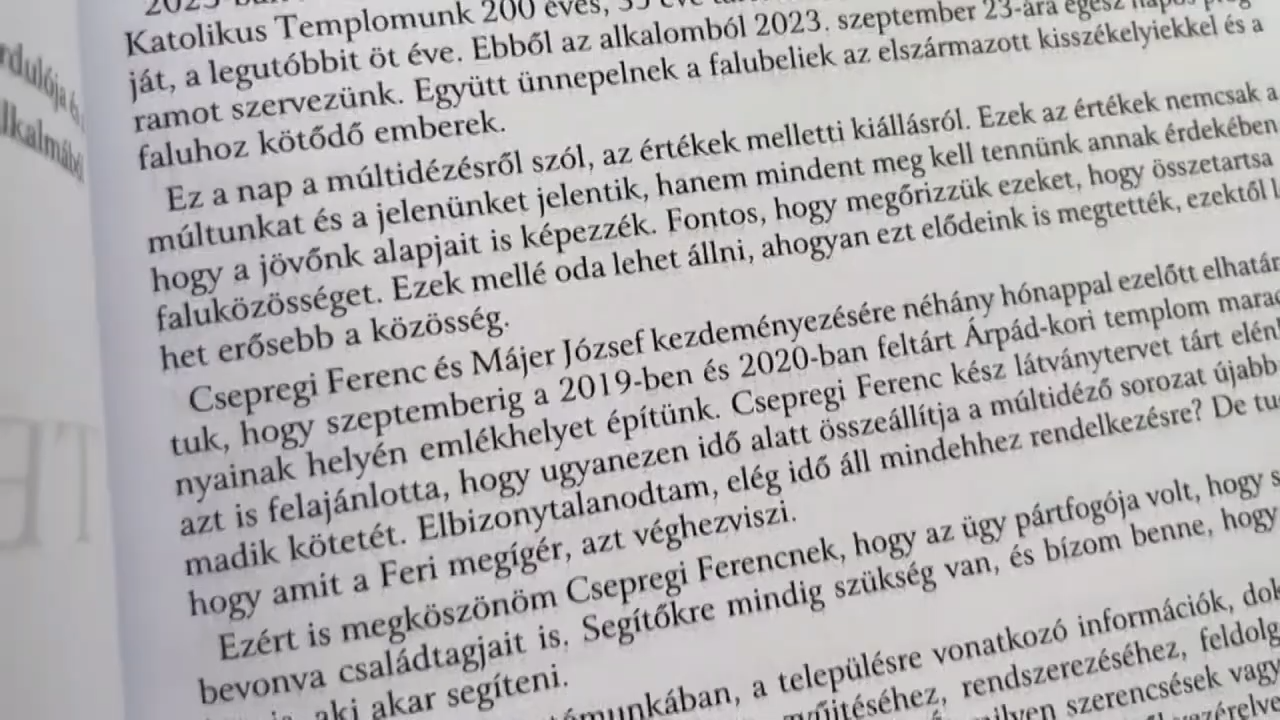 Katolikus Templomunk 200 éves,
ját, a legutóbbit öt éve. Ebből az alkalomból 2023. szeptember 23-ára egész napos
ramot szervezünk. Együtt ünnepelnek a falubeliek az elszármazott kisszékelyiekkel és a
faluhoz kötődő emberek.
Ez a nap a múltidézésről szól, az értékek melletti kiállásról. Ezek az értékek nemcsak a
múltunkat és a jelenünket jelentik, hanem mindent meg kell tennünk annak érdekében
hogy a jövőnk alapjait is képezzék. Fontos, hogy megőrizzük ezeket, hogy összetartsa
faluközösséget. Ezek mellé oda lehet állni, ahogyan ezt elődeink is megtették, ezektől l
het erősebb a közösség.
Csepregi Ferenc és Májer József kezdeményezésére néhány hónappal ezelőtt elhatár
tuk, hogy szeptemberig a 2019-ben és 2020-ban feltárt Árpád-kori templom mara
nyainak helyén emlékhelyet építünk. Csepregi Ferenc kész látványtervet tárt elén
azt is felajánlotta, hogy ugyanezen idő alatt összeállítja a múltidéző sorozat újabb
madik kötetét. Elbizonytalanodtam, elég idő áll mindehhez rendelkezésre? De tu
hogy amit a Feri megígér, azt véghezviszi.
Ezért is megköszönöm Csepregi Ferencnek, hogy az ügy pártfogója volt, hogy s
bevonva családtagjait is. Segítőkre mindig szükség van, és bízom benne, hogy
aki akar segíteni.
munkában, a településre vonatkozó információk, dok
rendszerezéséhez, feldolg
milyen szerencsések vagy